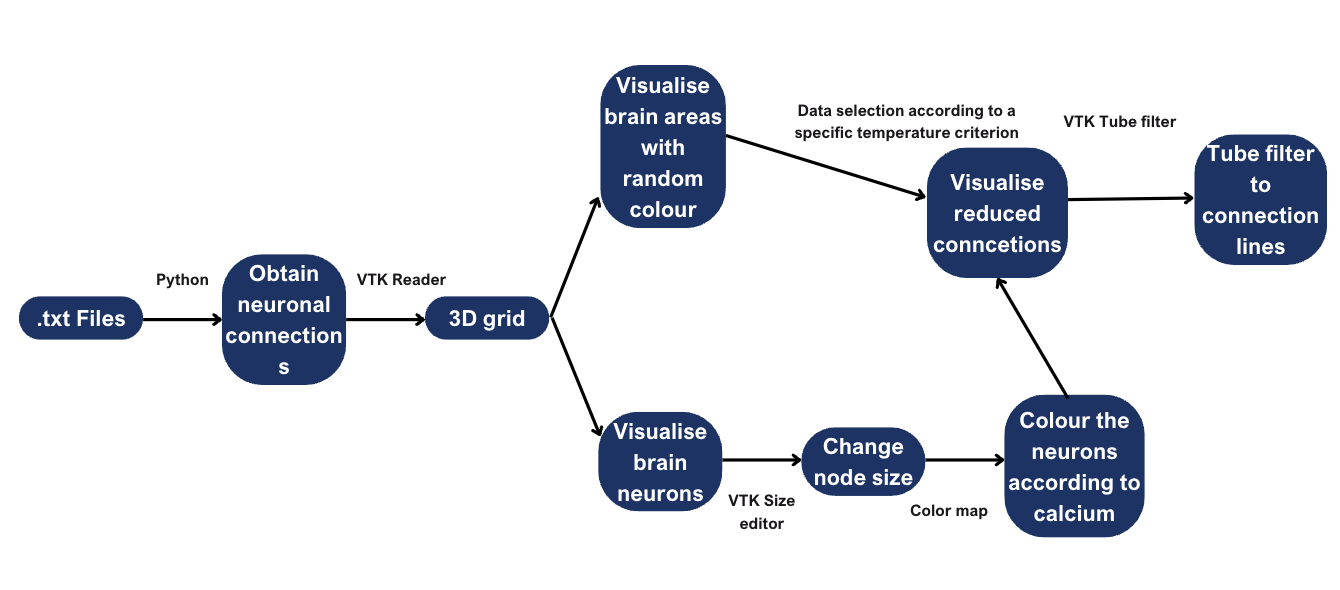 .txt Files
Python
Obtain
neuronal
connection
s
VTK Reader
3D grid
Visualise
brain areas
with
random
colour
Data selection according to a
specific temperature criterion
Visualise
reduced
conncetions
VTK Tube filter
Tube filter
to
connection
lines
Visualise
brain
neurons
VTK Size
editor
Change
node size
Color map
Colour the
neurons
according to
calcium